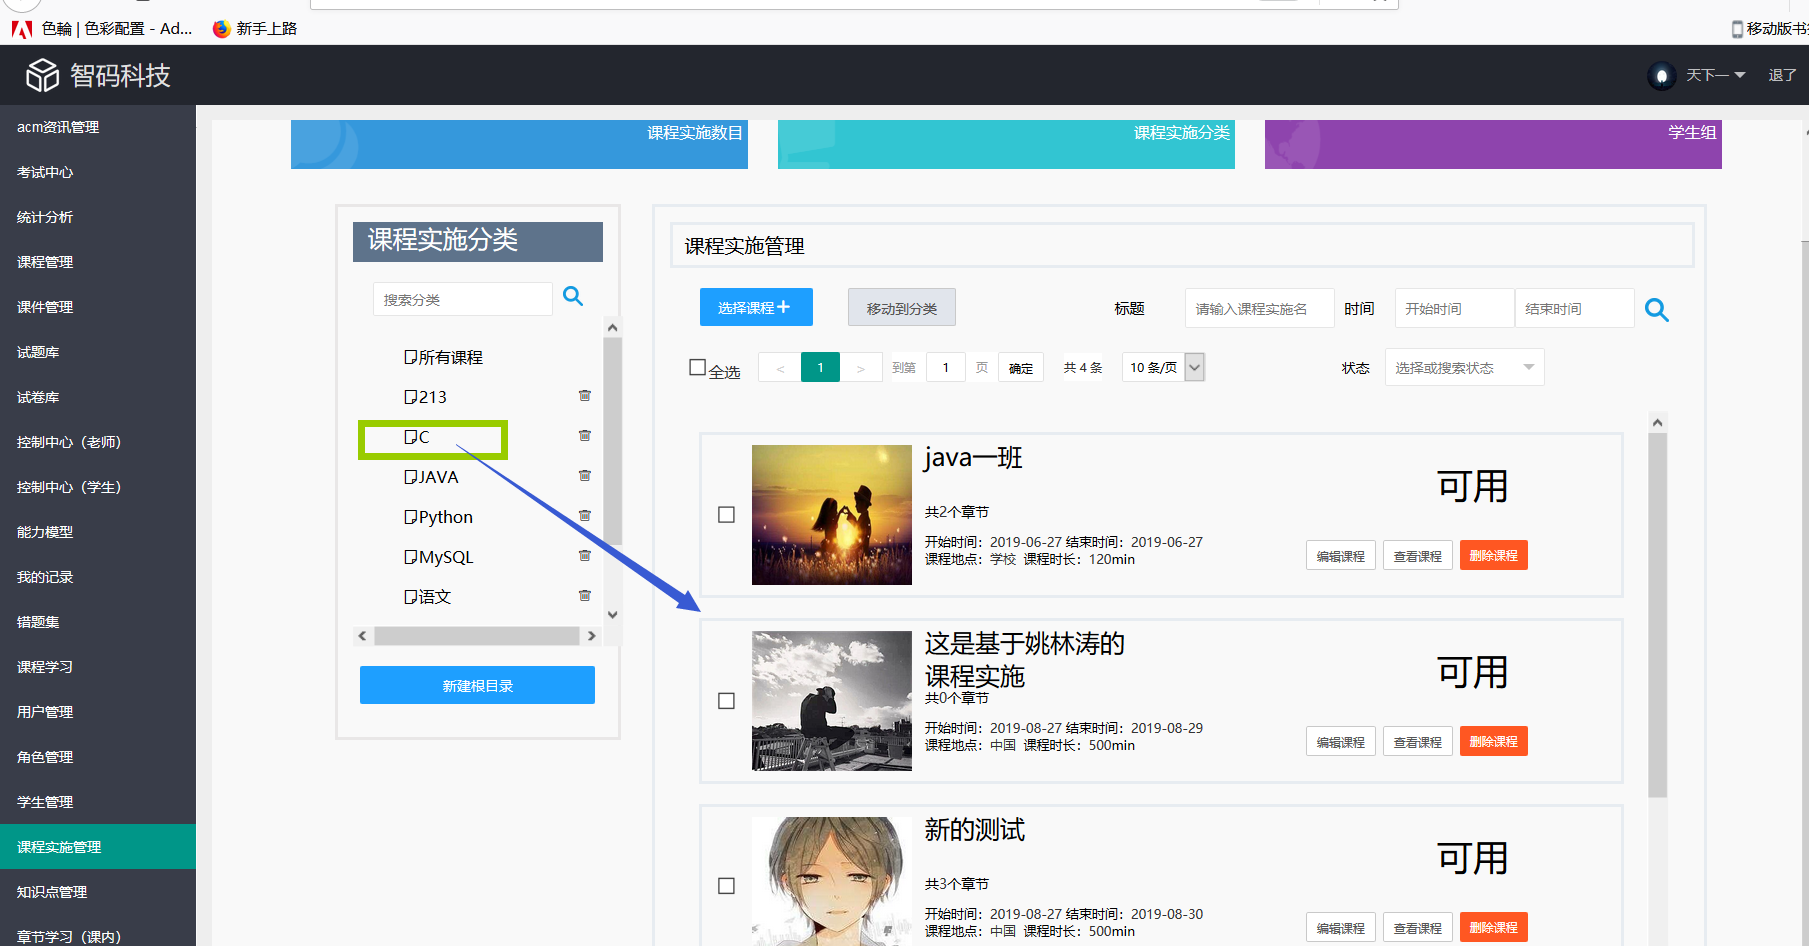 色輪 | 色彩配置 - Ad...
新手上路
移动版书
智码科技
天下一
退了
acm资讯管理
考试中心
统计分析
课程管理
课件管理
试题库
试卷库
控制中心（老师）
控制中心（学生）
能力模型
我的记录
错题集
课程学习
用户管理
角色管理
学生管理
课程实施管理
知识点管理
章节学习（课内）
课程实施数目
课程实施分类
学生组
课程实施分类
搜索分类
所有课程
213
C
JAVA
Python
MySQL
语文
新建根目录
课程实施管理
选择课程
移动到分类
标题
请输入课程实施名
时间
开始时间
结束时间
全选
<
1
>
到第
1
页
确定
共 4 条
10 条/页
状态
选择或搜索状态
java一班
共2个章节
开始时间：2019-06-27 结束时间：2019-06-27
课程地点：学校 课程时长：120min
可用
编辑课程
查看课程
删除课程
这是基于姚林涛的
课程实施
共0个章节
开始时间：2019-08-27 结束时间：2019-08-29
课程地点：中国 课程时长：500min
可用
编辑课程
查看课程
删除课程
新的测试
共3个章节
开始时间：2019-08-27 结束时间：2019-08-30
课程地点：中国 课程时长：500min
可用
编辑课程
查看课程
删除课程